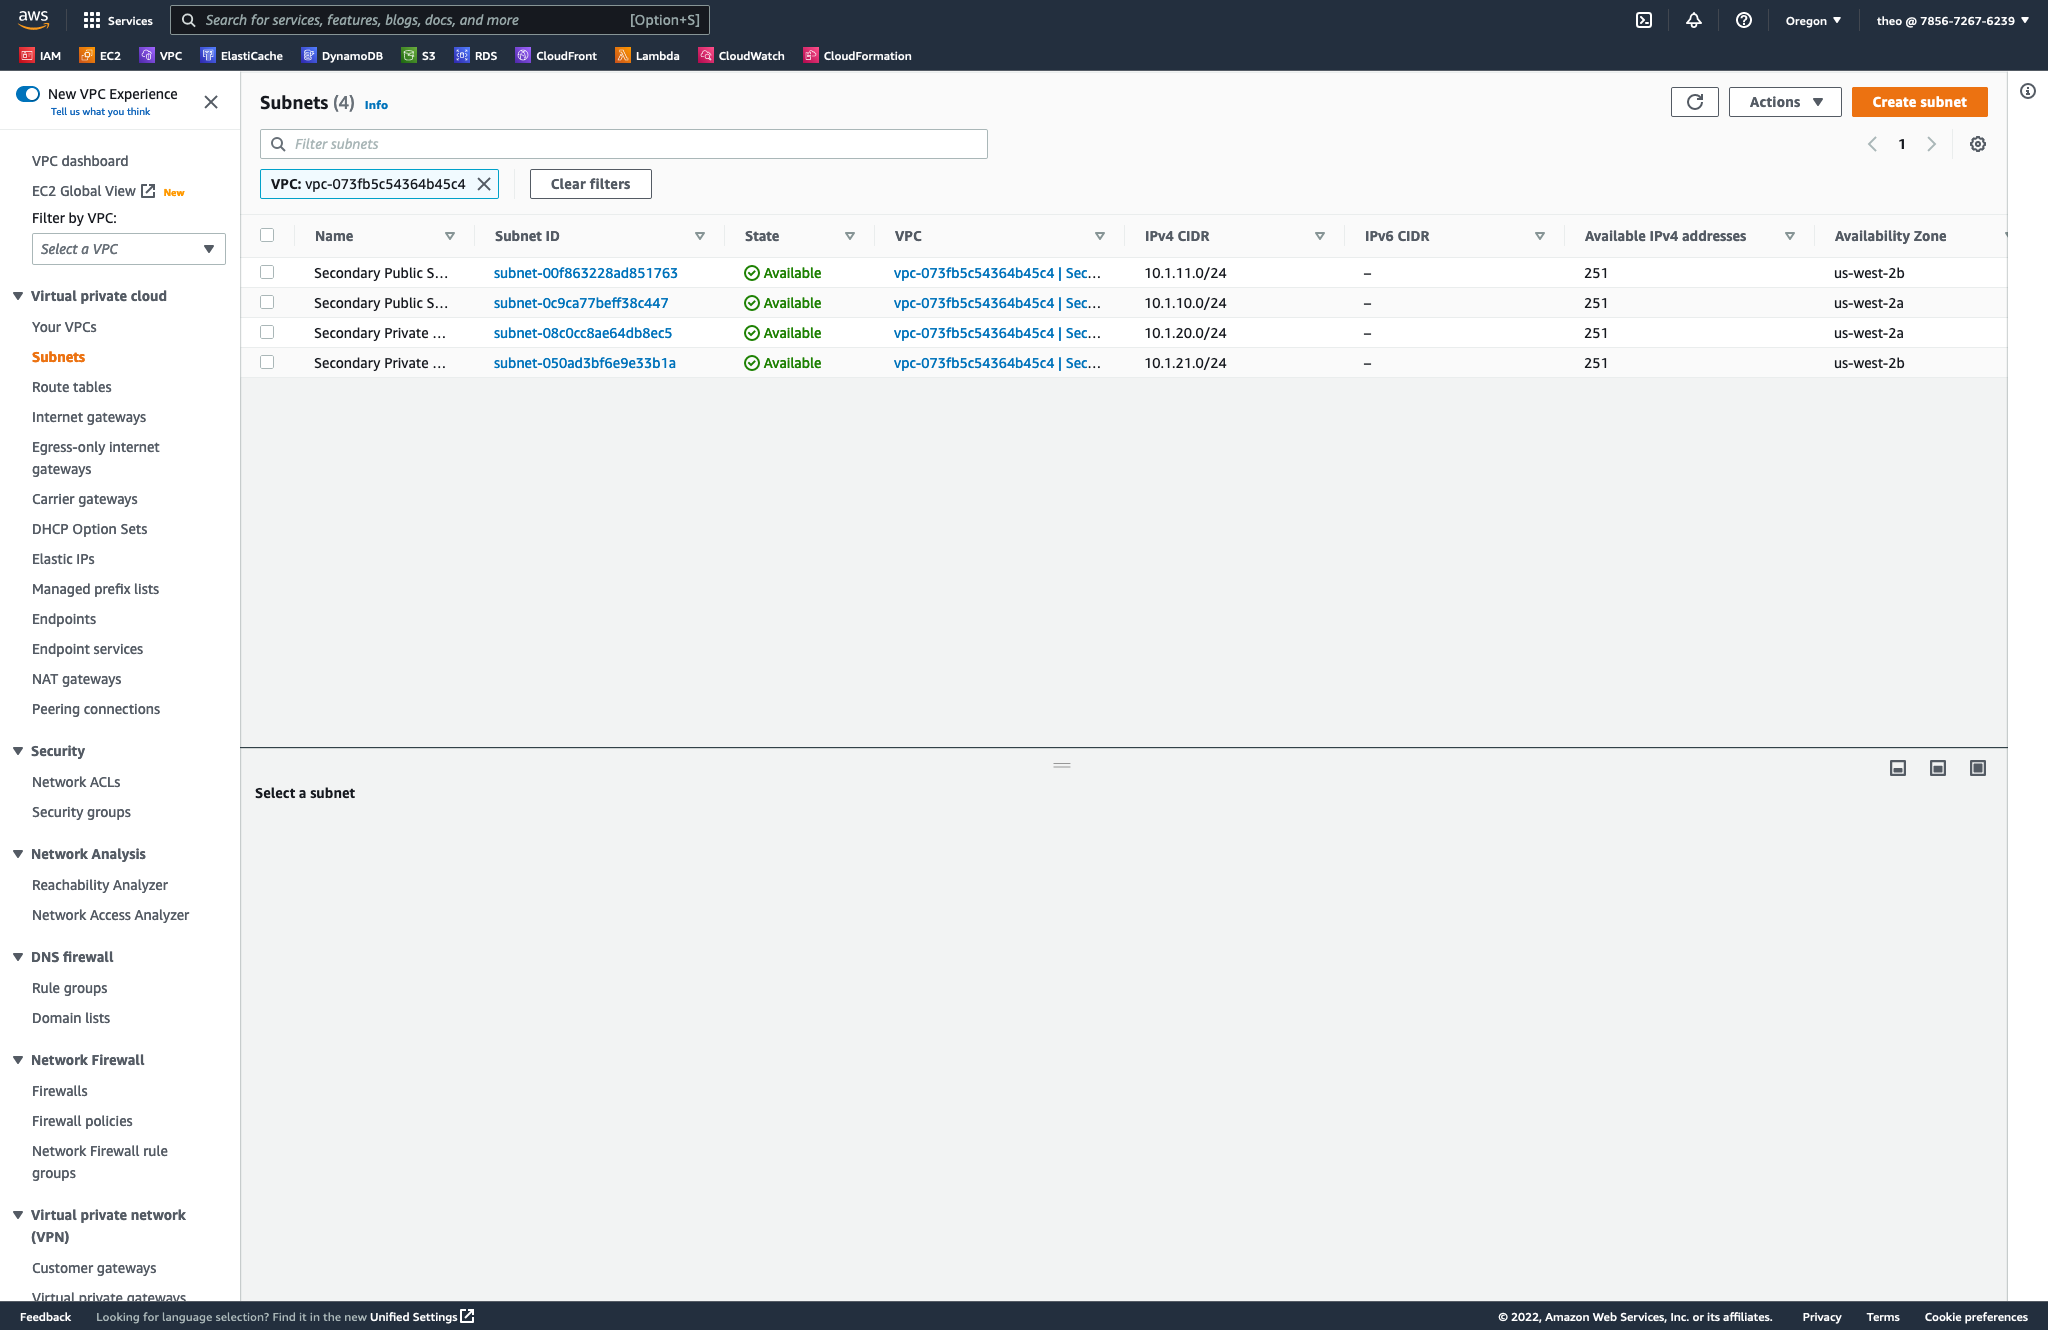 aws
Services
Search for services, features, blogs, docs, and more [Option+S]
Oregon ▼
theo @ 7856-7267-6239 ▼
IAM EC2 VPC ElastiCache DynamoDB S3 RDS CloudFront Lambda CloudWatch CloudFormation
New VPC Experience
Tell us what you think
VPC dashboard
EC2 Global View New
Filter by VPC:
Select a VPC
Virtual private cloud
Your VPCs
Subnets
Route tables
Internet gateways
Egress-only internet
gateways
Carrier gateways
DHCP Option Sets
Elastic IPs
Managed prefix lists
Endpoints
Endpoint services
NAT gateways
Peering connections
Security
Network ACLs
Security groups
Network Analysis
Reachability Analyzer
Network Access Analyzer
DNS firewall
Rule groups
Domain lists
Network Firewall
Firewalls
Firewall policies
Network Firewall rule
groups
Virtual private network
(VPN)
Customer gateways
Virtual private gateways
Subnets (4) Info
Actions ▼
Create subnet
Filter subnets
1
VPC: vpc-073fb5c54364b45c4
Clear filters
Name Subnet ID State VPC IPv4 CIDR IPv6 CIDR Available IPv4 addresses Availability Zone
Secondary Public S... subnet-00f863228ad851763 Available vpc-073fb5c54364b45c4 | Sec... 10.1.11.0/24 – 251 us-west-2b
Secondary Public S... subnet-0c9ca77beff38c447 Available vpc-073fb5c54364b45c4 | Sec... 10.1.10.0/24 – 251 us-west-2a
Secondary Private ... subnet-08c0cc8ae64db8ec5 Available vpc-073fb5c54364b45c4 | Sec... 10.1.20.0/24 – 251 us-west-2a
Secondary Private ... subnet-050ad3bf6e9e33b1a Available vpc-073fb5c54364b45c4 | Sec... 10.1.21.0/24 – 251 us-west-2b
Select a subnet
Feedback
Looking for language selection? Find it in the new Unified Settings
© 2022, Amazon Web Services, Inc. or its affiliates.
Privacy Terms Cookie preferences